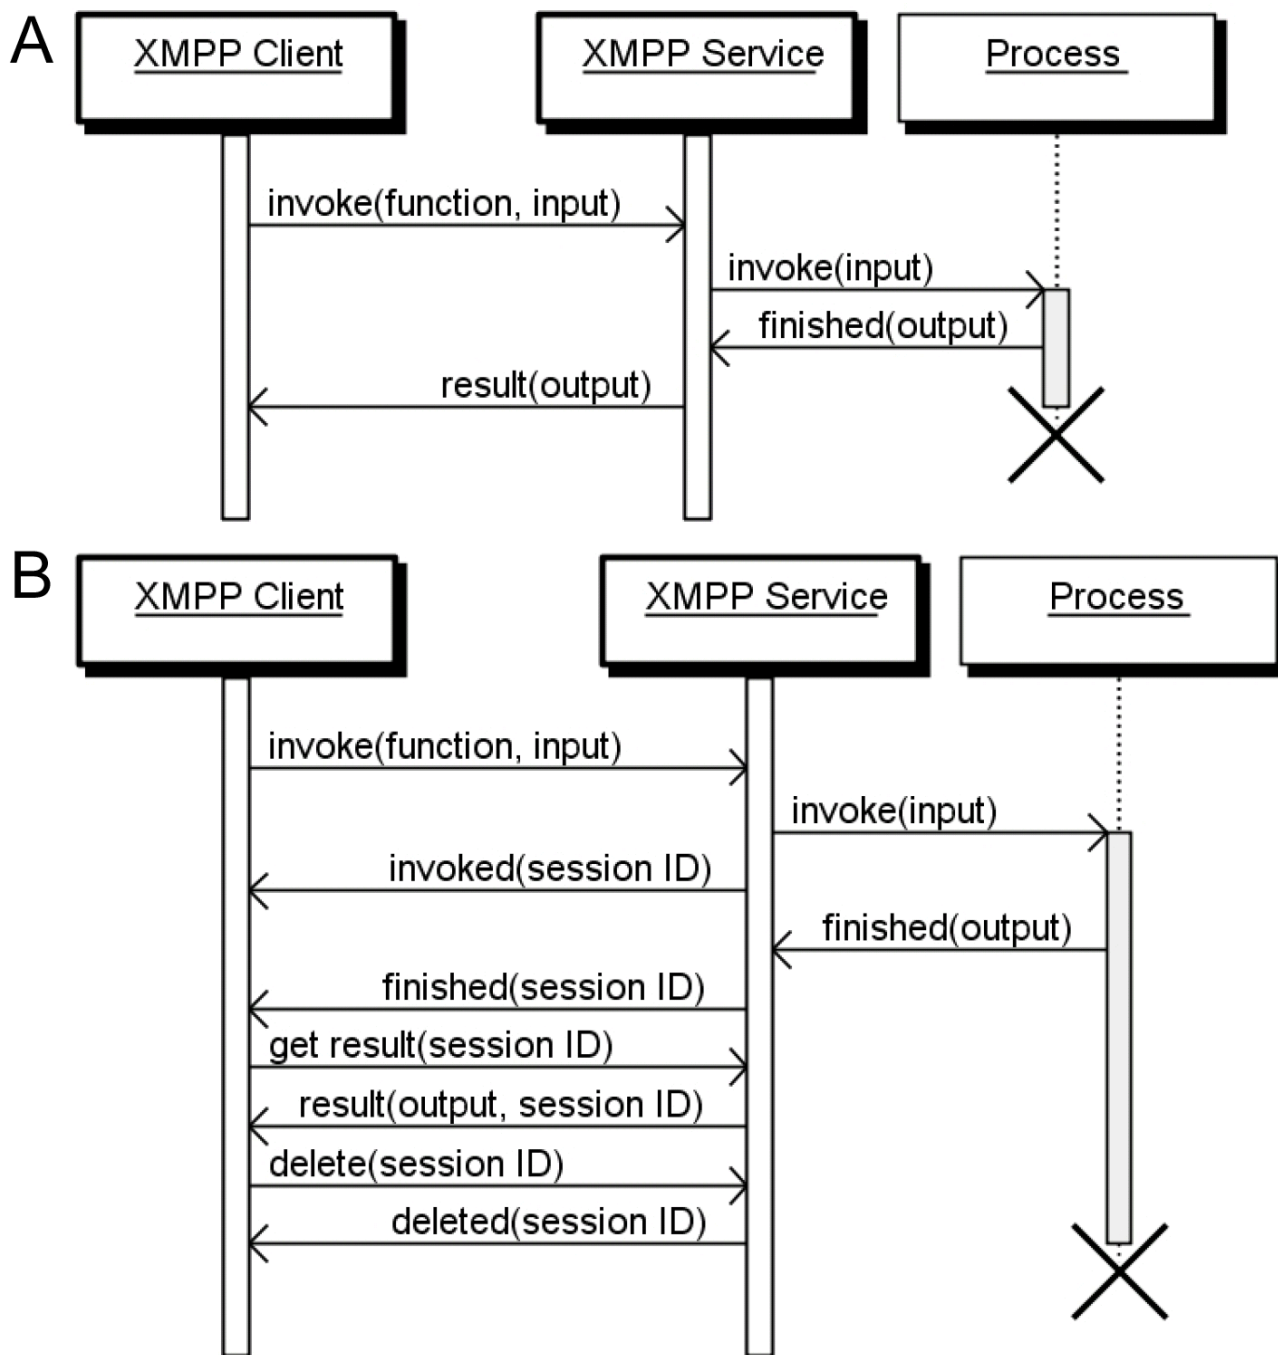 A
XMPP Client
XMPP Service
Process
invoke(function, input)
invoke(input)
finished(output)
result(output)
B
XMPP Client
XMPP Service
Process
invoke(function, input)
invoke(input)
invoked(session ID)
finished(output)
finished(session ID)
get result(session ID)
result(output, session ID)
delete(session ID)
deleted(session ID)